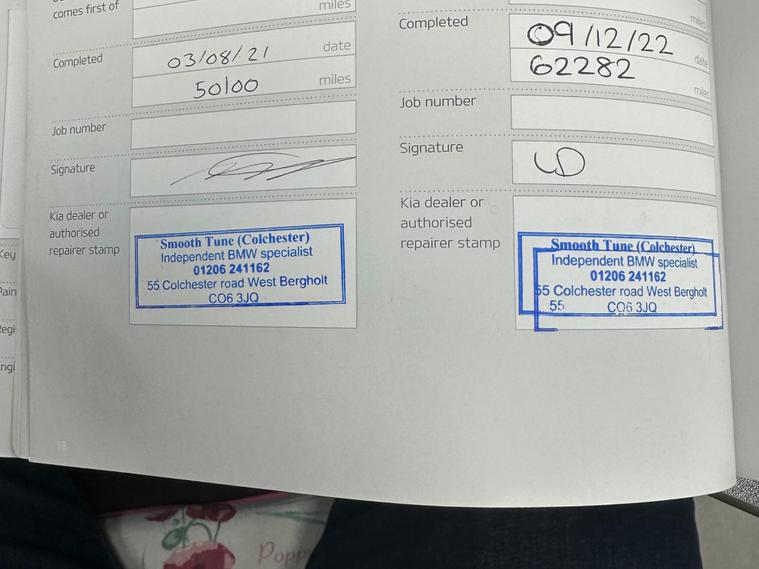 comes first of
miles
Completed
03/08/21 date
50100 miles
Job number
Signature
Kia dealer or
authorised
repairer stamp
Smooth Tune (Colchester)
Independent BMW specialist
01206 241162
55 Colchester road West Bergholt
CO6 3JQ
18
miles
Completed
09/12/22 date
62282 miles
Job number
Signature
Kia dealer or
authorised
repairer stamp
Smooth Tune (Colchester)
Independent BMW specialist
01206 241162
55 Colchester road West Bergholt
55 CO6 3JQ
Key
Pain
Regi
Engi
Poppy